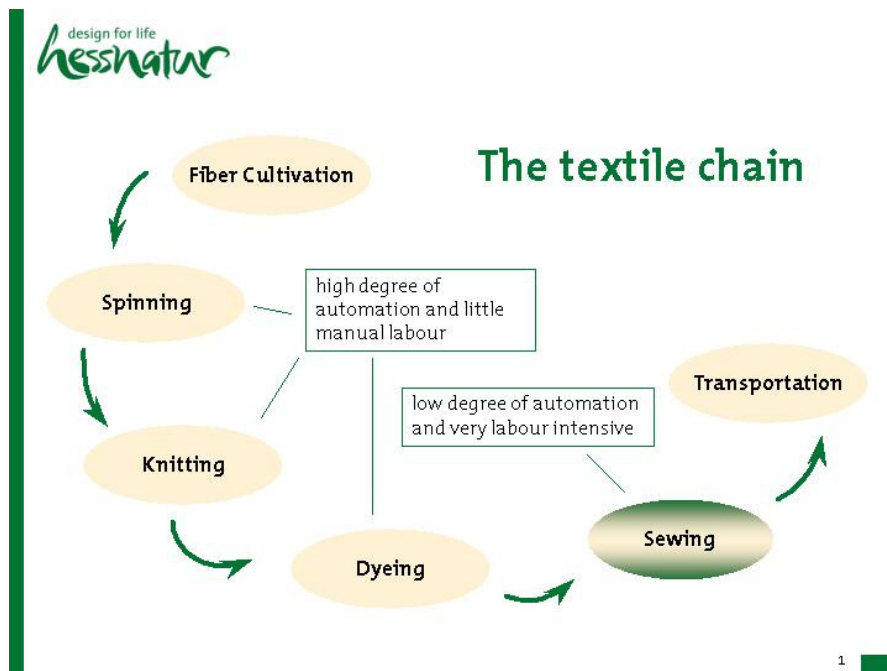 design for life
hessnatur
The textile chain
Fiber Cultivation
Spinning
high degree of
automation and little
manual labour
Transportation
low degree of automation
and very labour intensive
Knitting
Sewing
Dyeing
1